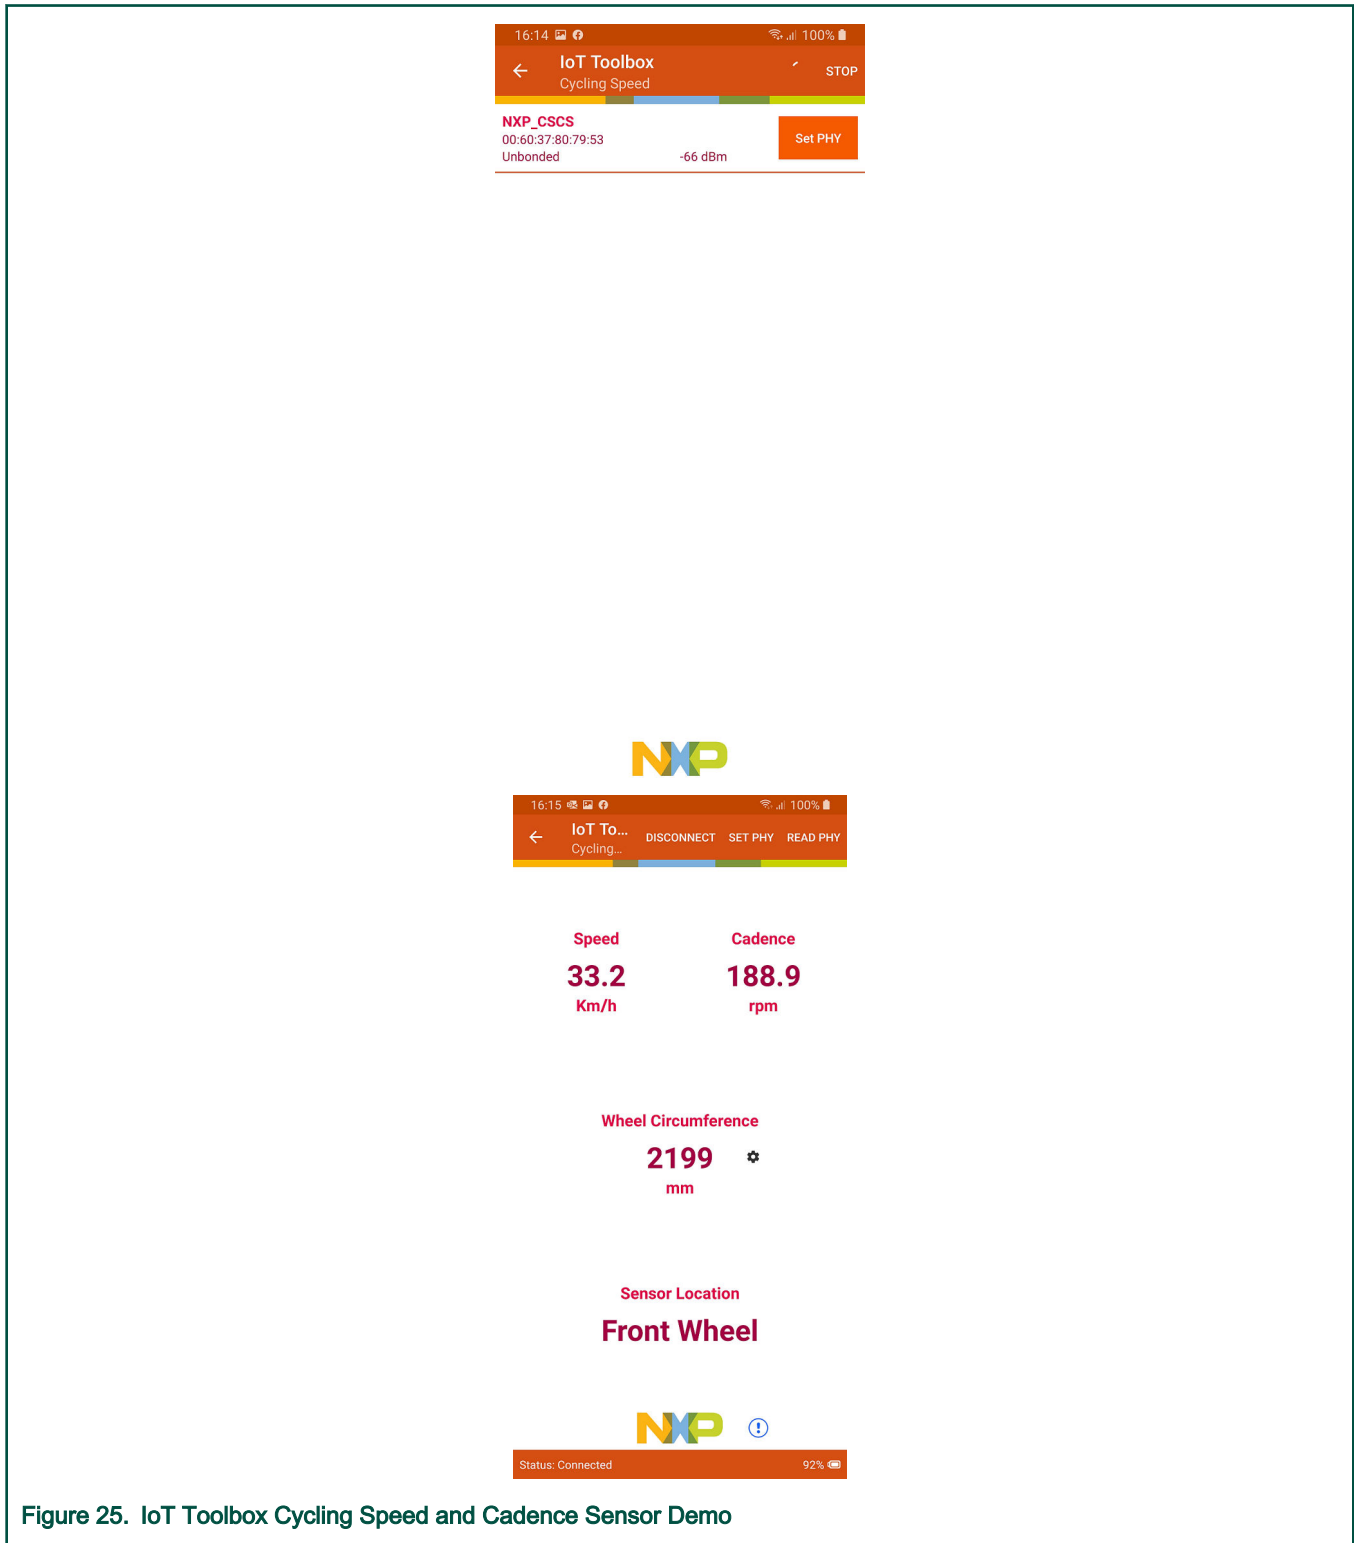 16:14 100%
IoT Toolbox
STOP
Cycling Speed
NXP_CSCS
00:60:37:80:79:53
Set PHY
Unbonded -66 dBm
NXP
16:15 100%
IoT To... DISCONNECT SET PHY READ PHY
Cycling...
Speed Cadence
33.2 188.9
Km/h rpm
Wheel Circumference
2199
mm
Sensor Location
Front Wheel
NXP
Status: Connected 92%
Figure 25. IoT Toolbox Cycling Speed and Cadence Sensor Demo